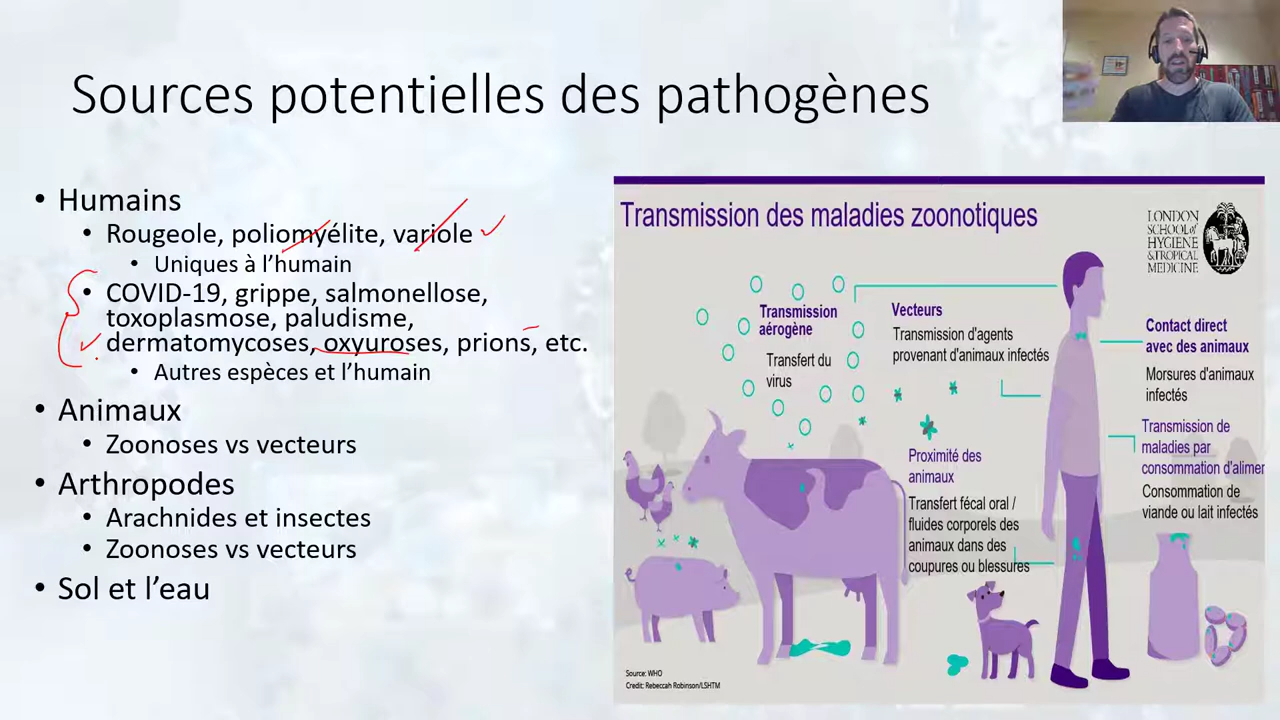 Sources potentielles des pathogènes
• Humains
• Rougeole, poliomyélite, variole
• Uniques à l’humain
• COVID-19, grippe, salmonellose,
toxoplasmose, paludisme,
dermatomycoses, oxyuroses, prions, etc.
• Autres espèces et l’humain
• Animaux
• Zoonoses vs vecteurs
• Arthropodes
• Arachnides et insectes
• Zoonoses vs vecteurs
• Sol et l’eau
Transmission des maladies zoonotiques
LONDON
SCHOOL of
HYGIENE
&TROPICAL
MEDICINE
Transmission
aérogène
Transfert du
virus
Vecteurs
Transmission d'agents
provenant d'animaux infectés
Contact direct
avec des animaux
Morsures d'animaux
infectés
Transmission de
maladies par
consommation d'alimer
Consommation de
viande ou lait infectés
Proximité des
animaux
Transfert fécal oral /
fluides corporels des
animaux dans des
coupures ou blessures
Source: WHO
Credit: Rebeccah Robinson/LSHTM